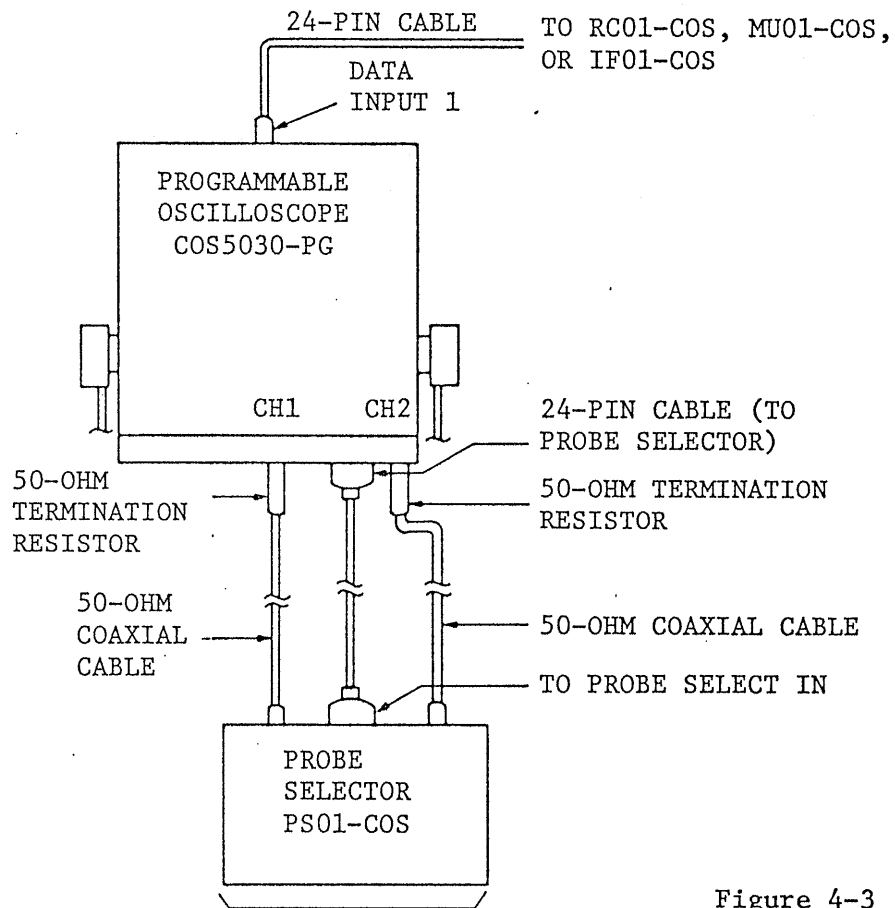 24-PIN CABLE
TO RC01-COS, MU01-COS,
OR IF01-COS
DATA
INPUT 1
PROGRAMMABLE
OSCILLOSCOPE
COS5030-PG
CH1
CH2
24-PIN CABLE (TO
PROBE SELECTOR)
50-OHM
TERMINATION
RESISTOR
50-OHM TERMINATION
RESISTOR
50-OHM
COAXIAL
CABLE
50-OHM COAXIAL CABLE
TO PROBE SELECT IN
PROBE
SELECTOR
PS01-COS
Figure 4-3